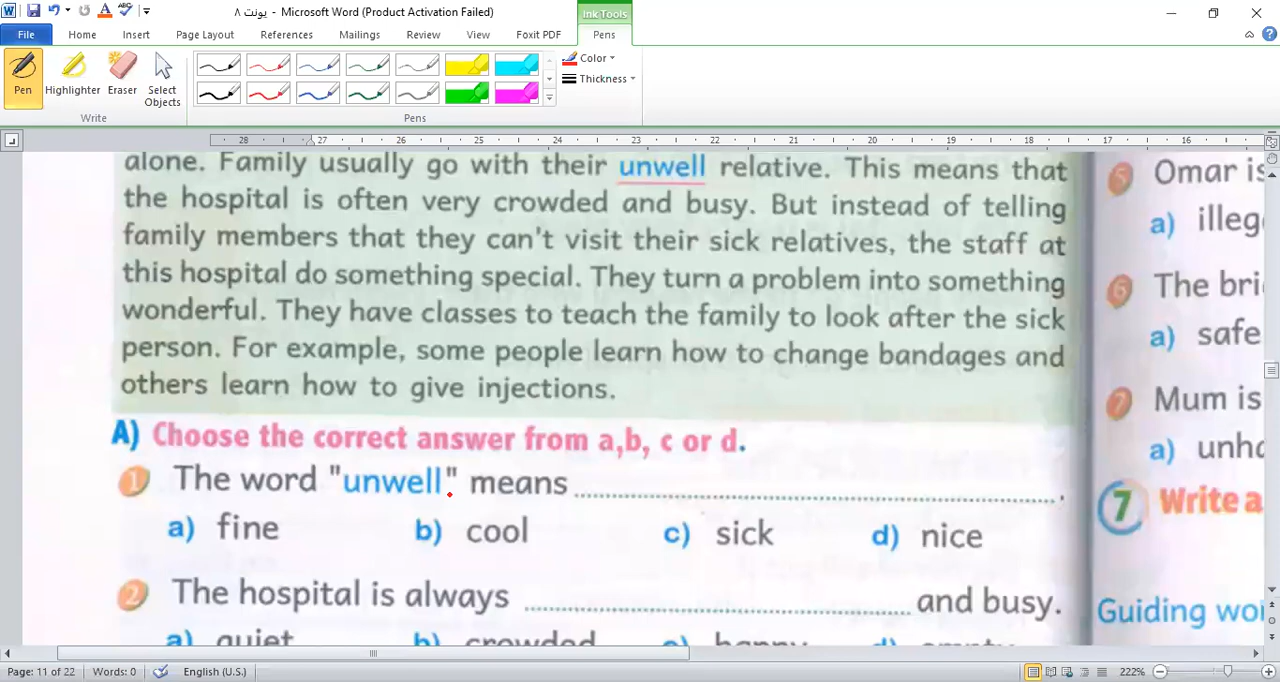 يونت ٨ - Microsoft Word (Product Activation Failed)
Ink Tools
File Home Insert Page Layout References Mailings Review View Foxit PDF Pens
Pen Highlighter Eraser Select Objects
Color
Thickness
Write Pens
28 27 26 25 24 23 22 21 20 19 18 17 16
alone. Family usually go with their unwell relative. This means that
the hospital is often very crowded and busy. But instead of telling
family members that they can't visit their sick relatives, the staff at
this hospital do something special. They turn a problem into something
wonderful. They have classes to teach the family to look after the sick
person. For example, some people learn how to change bandages and
others learn how to give injections.
A) Choose the correct answer from a,b, c or d.
1 The word "unwell" means .
a) fine b) cool c) sick d) nice
2 The hospital is always and busy.
a) quiet b) crowded c) happy d) empty
5 Omar is
a) illeg
6 The bri
a) safe
7 Mum is
a) unha
7 Write a
Guiding wor
Page: 11 of 22 Words: 0 English (U.S.) 222%